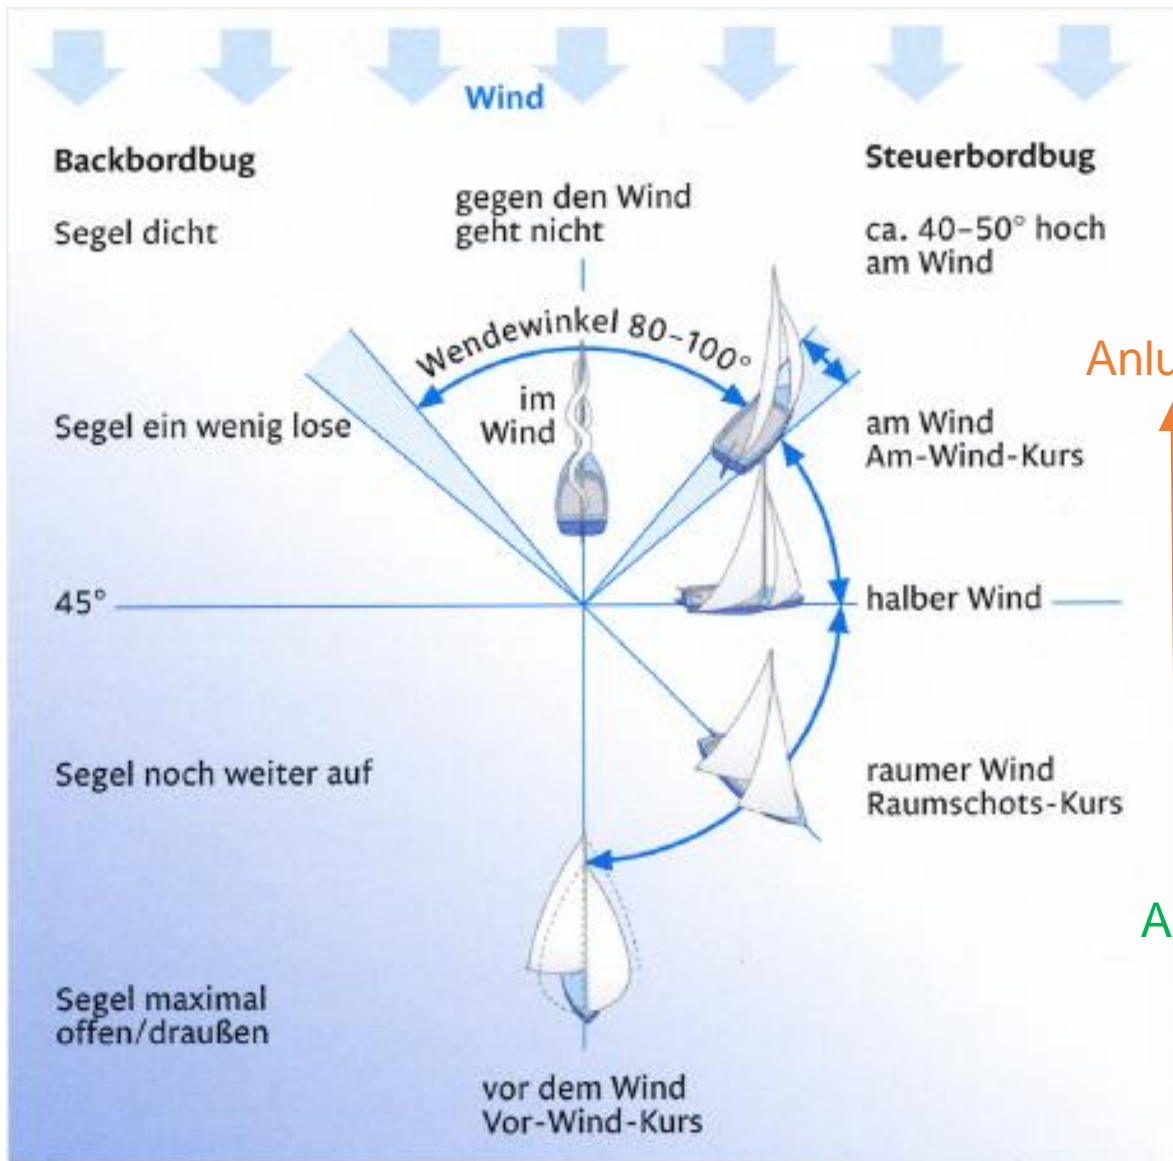 Wind
Backbordbug
Steuerbordbug
Segel dicht
gegen den Wind
geht nicht
ca. 40–50° hoch
am Wind
Wendewinkel 80–100°
Anlu
im
Wind
Segel ein wenig lose
am Wind
Am-Wind-Kurs
45°
halber Wind
Segel noch weiter auf
raumer Wind
Raumschots-Kurs
A
Segel maximal
offen/draußen
vor dem Wind
Vor-Wind-Kurs